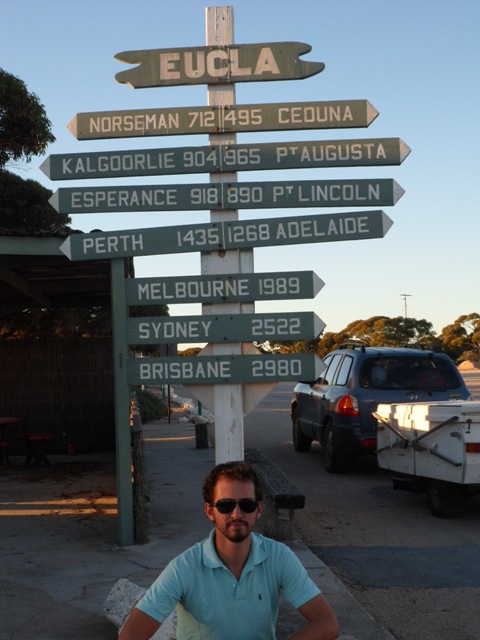 EUCLA
NORSEMAN 712 495 CEDUNA
KALGOORLIE 904 965 PT AUGUSTA
ESPERANCE 918 890 PT LINCOLN
PERTH 1435 1268 ADELAIDE
MELBOURNE 1989
SYDNEY 2522
BRISBANE 2980